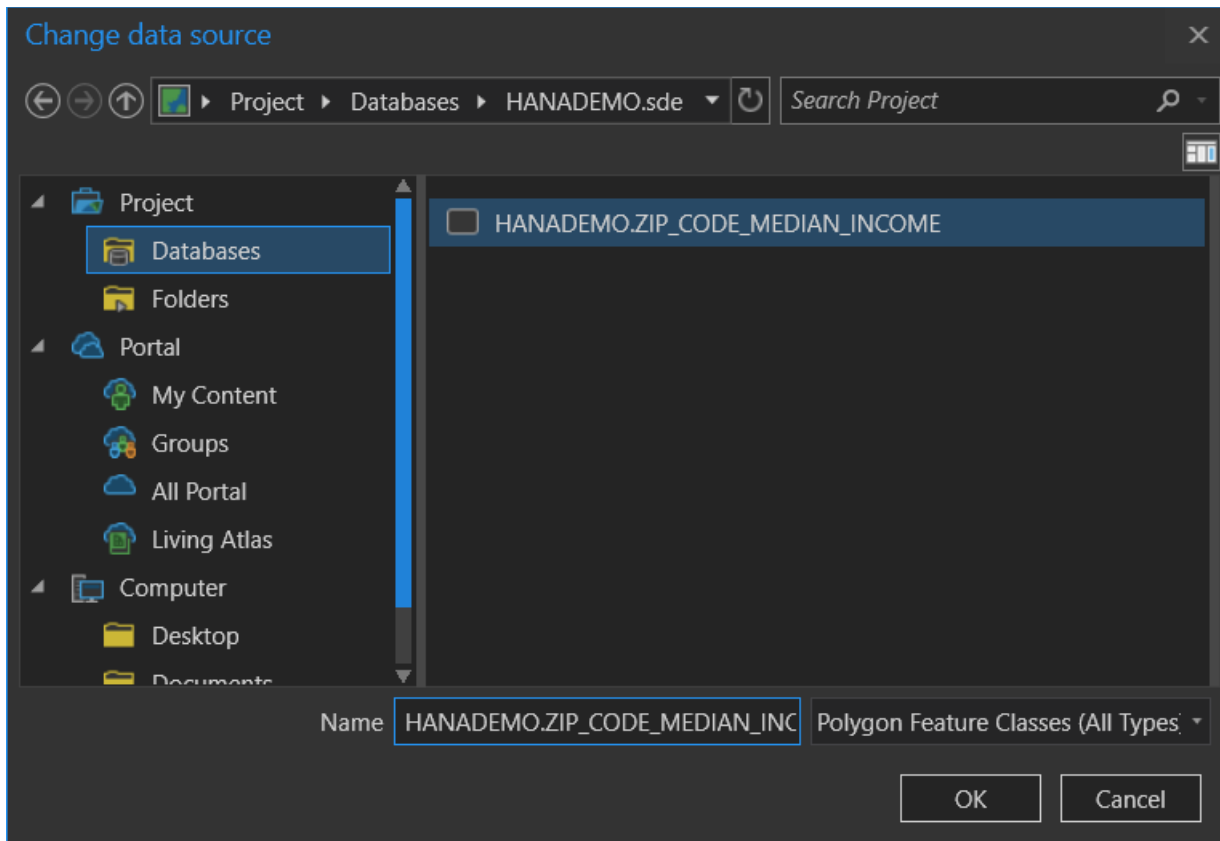 Change data source
Project Databases HANADEMO.sde Search Project
Project
Databases
Folders
Portal
My Content
Groups
All Portal
Living Atlas
Computer
Desktop
Documents
HANADEMO.ZIP_CODE_MEDIAN_INCOME
Name HANADEMO.ZIP_CODE_MEDIAN_INC Polygon Feature Classes (All Types)
OK Cancel